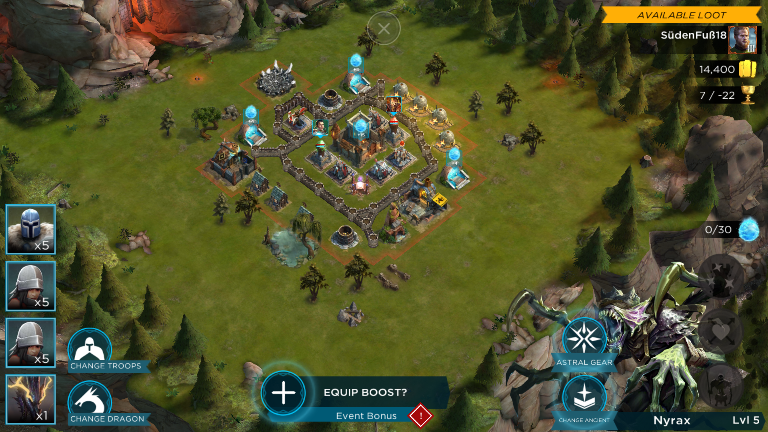 AVAILABLE LOOT
SüdenFuß18
III
14,400
7 / -22
0/30
x5
x5
x5
x1
CHANGE TROOPS
CHANGE DRAGON
EQUIP BOOST?
Event Bonus
ASTRAL GEAR
CHANGE ANCIENT
Nyrax
Lvl 5